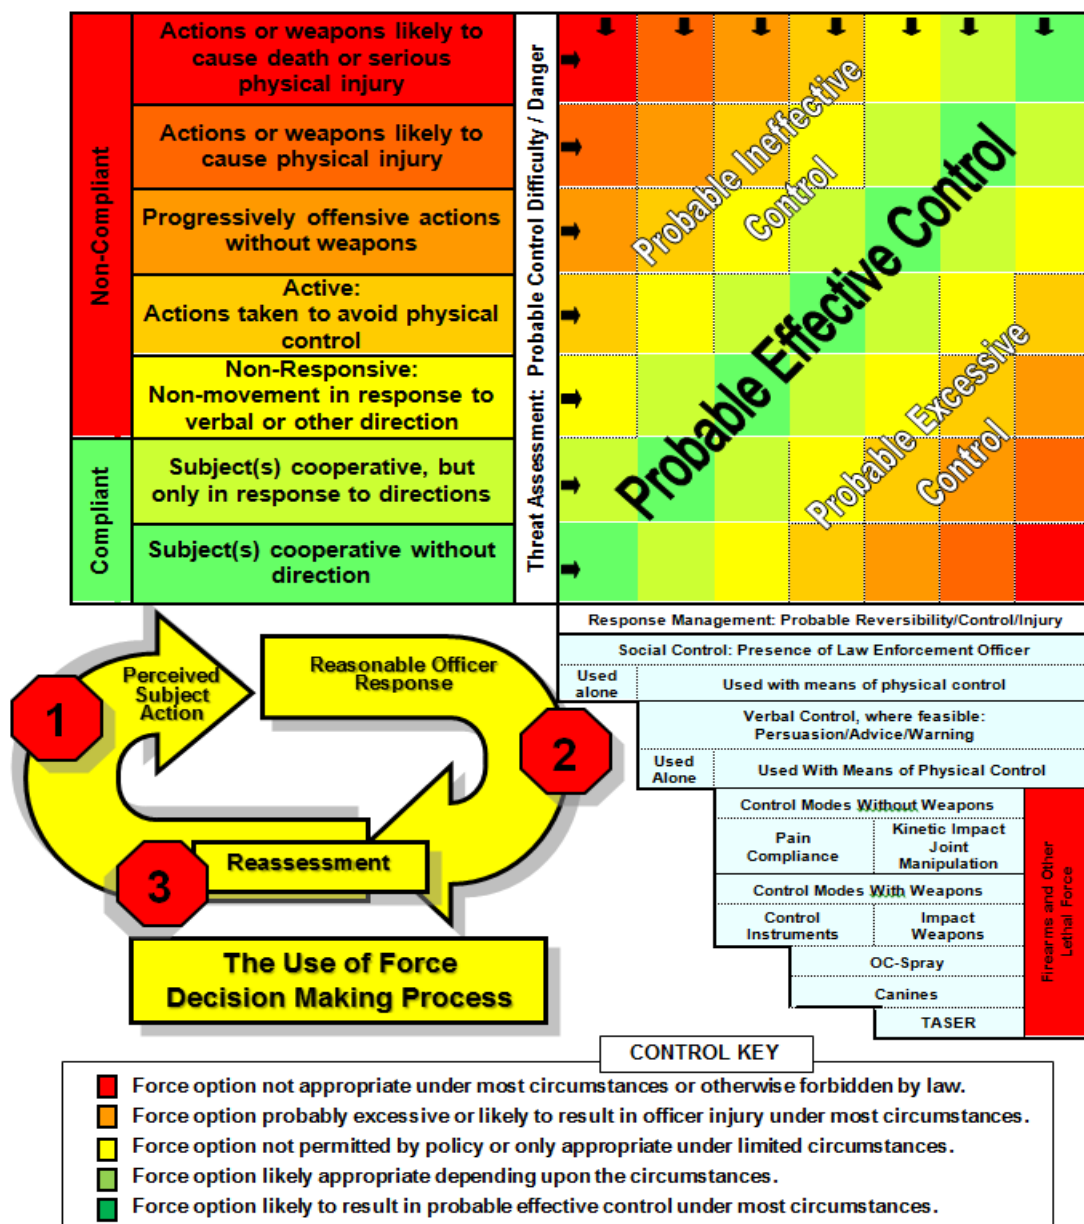 Non-Compliant
Compliant
Actions or weapons likely to
cause death or serious
physical injury
Actions or weapons likely to
cause physical injury
Progressively offensive actions
without weapons
Active:
Actions taken to avoid physical
control
Non-Responsive:
Non-movement in response to
verbal or other direction
Subject(s) cooperative, but
only in response to directions
Subject(s) cooperative without
direction
Threat Assessment: Probable Control Difficulty / Danger
Probable Ineffective
Control
Probable Effective Control
Probable Excessive
Control
Response Management: Probable Reversibility/Control/Injury
Social Control: Presence of Law Enforcement Officer
Used
alone
Used with means of physical control
Verbal Control, where feasible:
Persuasion/Advice/Warning
Used
Alone
Used With Means of Physical Control
Control Modes Without Weapons
Pain
Compliance
Kinetic Impact
Joint
Manipulation
Control Modes With Weapons
Control
Instruments
Impact
Weapons
OC-Spray
Canines
TASER
Firearms and Other
Lethal Force
1
Perceived
Subject
Action
Reasonable Officer
Response
2
3
Reassessment
The Use of Force
Decision Making Process
CONTROL KEY
Force option not appropriate under most circumstances or otherwise forbidden by law.
Force option probably excessive or likely to result in officer injury under most circumstances.
Force option not permitted by policy or only appropriate under limited circumstances.
Force option likely appropriate depending upon the circumstances.
Force option likely to result in probable effective control under most circumstances.